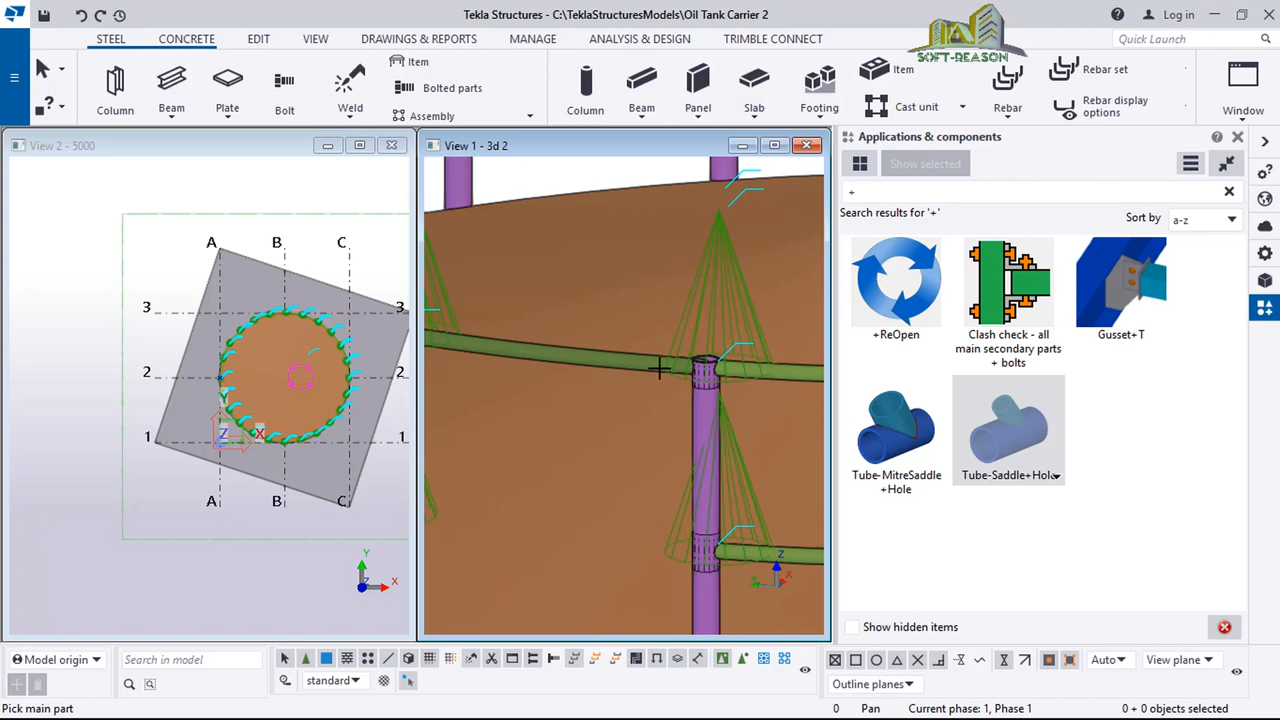 Tekla Structures - C:\TeklaStructuresModels\Oil Tank Carrier 2
Log in
STEEL CONCRETE EDIT VIEW DRAWINGS & REPORTS MANAGE ANALYSIS & DESIGN TRIMBLE CONNECT
SOFT-REASON
Quick Launch
Column Beam Plate Bolt Weld
Item
Bolted parts
Assembly
Column Beam Panel Slab Footing
Item
Cast unit
Rebar
Rebar set
Rebar display
options
Window
View 2 - 5000
View 1 - 3d 2
Applications & components
Show selected
+
Search results for '+'
Sort by a-z
A B C
3 3
2 2
1 1
A B C
Y
Z X
Y
Z X
Z
Y X
+ReOpen
Clash check - all
main secondary parts
+ bolts
Gusset+T
Tube-MitreSaddle
+Hole
Tube-Saddle+Hole
Show hidden items
Model origin
Search in model
standard
Auto
View plane
Outline planes
Pick main part
0 Pan Current phase: 1, Phase 1 0 + 0 objects selected